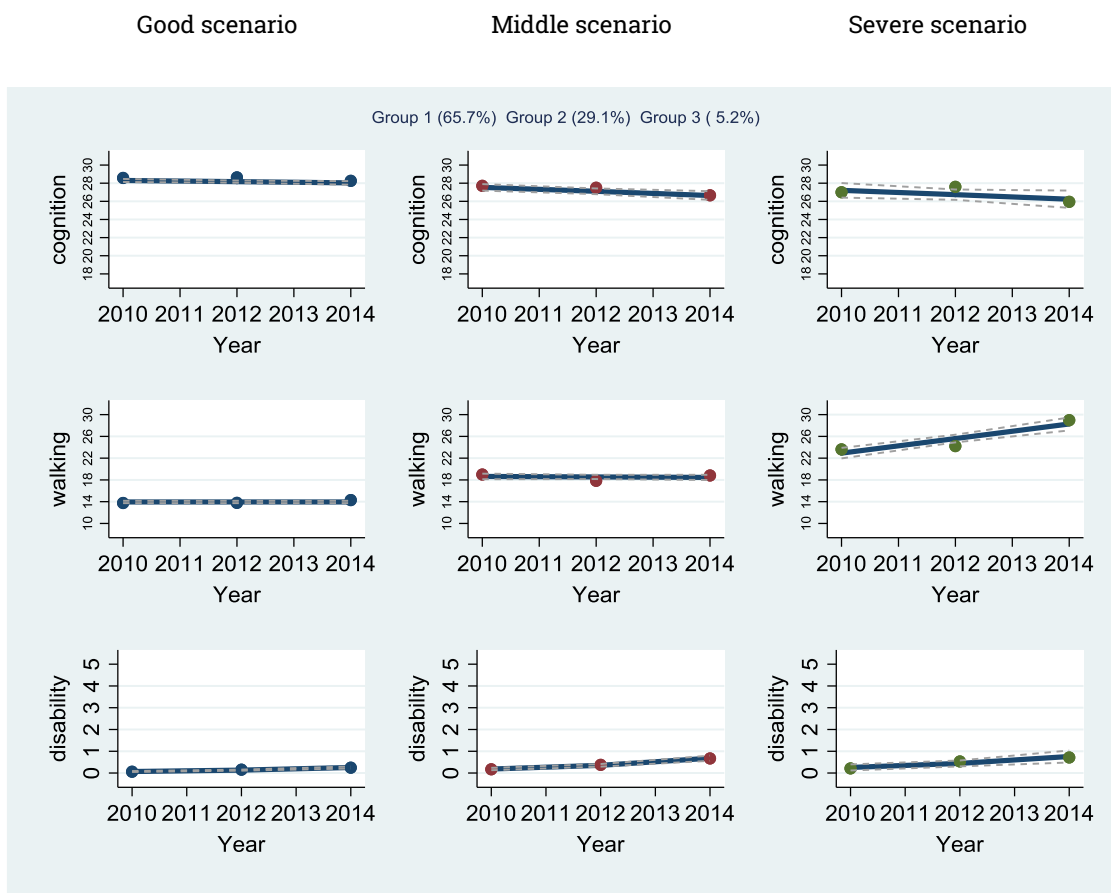 Good scenario Middle scenario Severe scenario
Group 1 (65.7%) Group 2 (29.1%) Group 3 ( 5.2%)
cognition
18 20 22 24 26 28 30
2010 2011 2012 2013 2014
Year
cognition
18 20 22 24 26 28 30
2010 2011 2012 2013 2014
Year
cognition
18 20 22 24 26 28 30
2010 2011 2012 2013 2014
Year
walking
10 14 18 22 26 30
2010 2011 2012 2013 2014
Year
walking
10 14 18 22 26 30
2010 2011 2012 2013 2014
Year
walking
10 14 18 22 26 30
2010 2011 2012 2013 2014
Year
disability
0 1 2 3 4 5
2010 2011 2012 2013 2014
Year
disability
0 1 2 3 4 5
2010 2011 2012 2013 2014
Year
disability
0 1 2 3 4 5
2010 2011 2012 2013 2014
Year